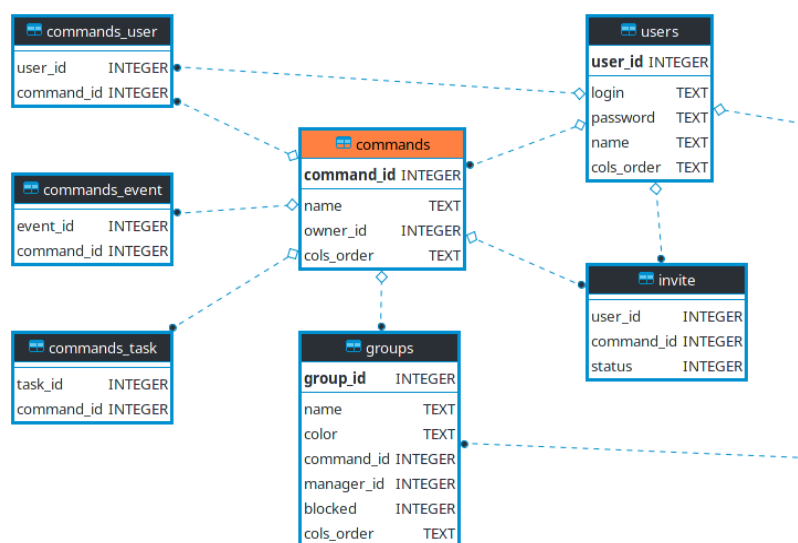 commands_user
user_id INTEGER
command_id INTEGER
users
user_id INTEGER
login TEXT
password TEXT
name TEXT
cols_order TEXT
commands
command_id INTEGER
name TEXT
owner_id INTEGER
cols_order TEXT
commands_event
event_id INTEGER
command_id INTEGER
invite
user_id INTEGER
command_id INTEGER
status INTEGER
commands_task
task_id INTEGER
command_id INTEGER
groups
group_id INTEGER
name TEXT
color TEXT
command_id INTEGER
manager_id INTEGER
blocked INTEGER
cols_order TEXT